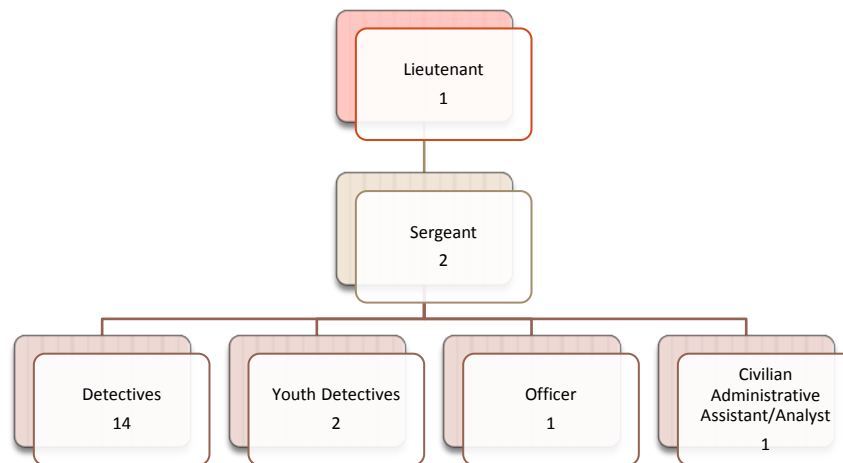 Lieutenant
1
Sergeant
2
Detectives
14
Youth Detectives
2
Officer
1
Civilian
Administrative
Assistant/Analyst
1